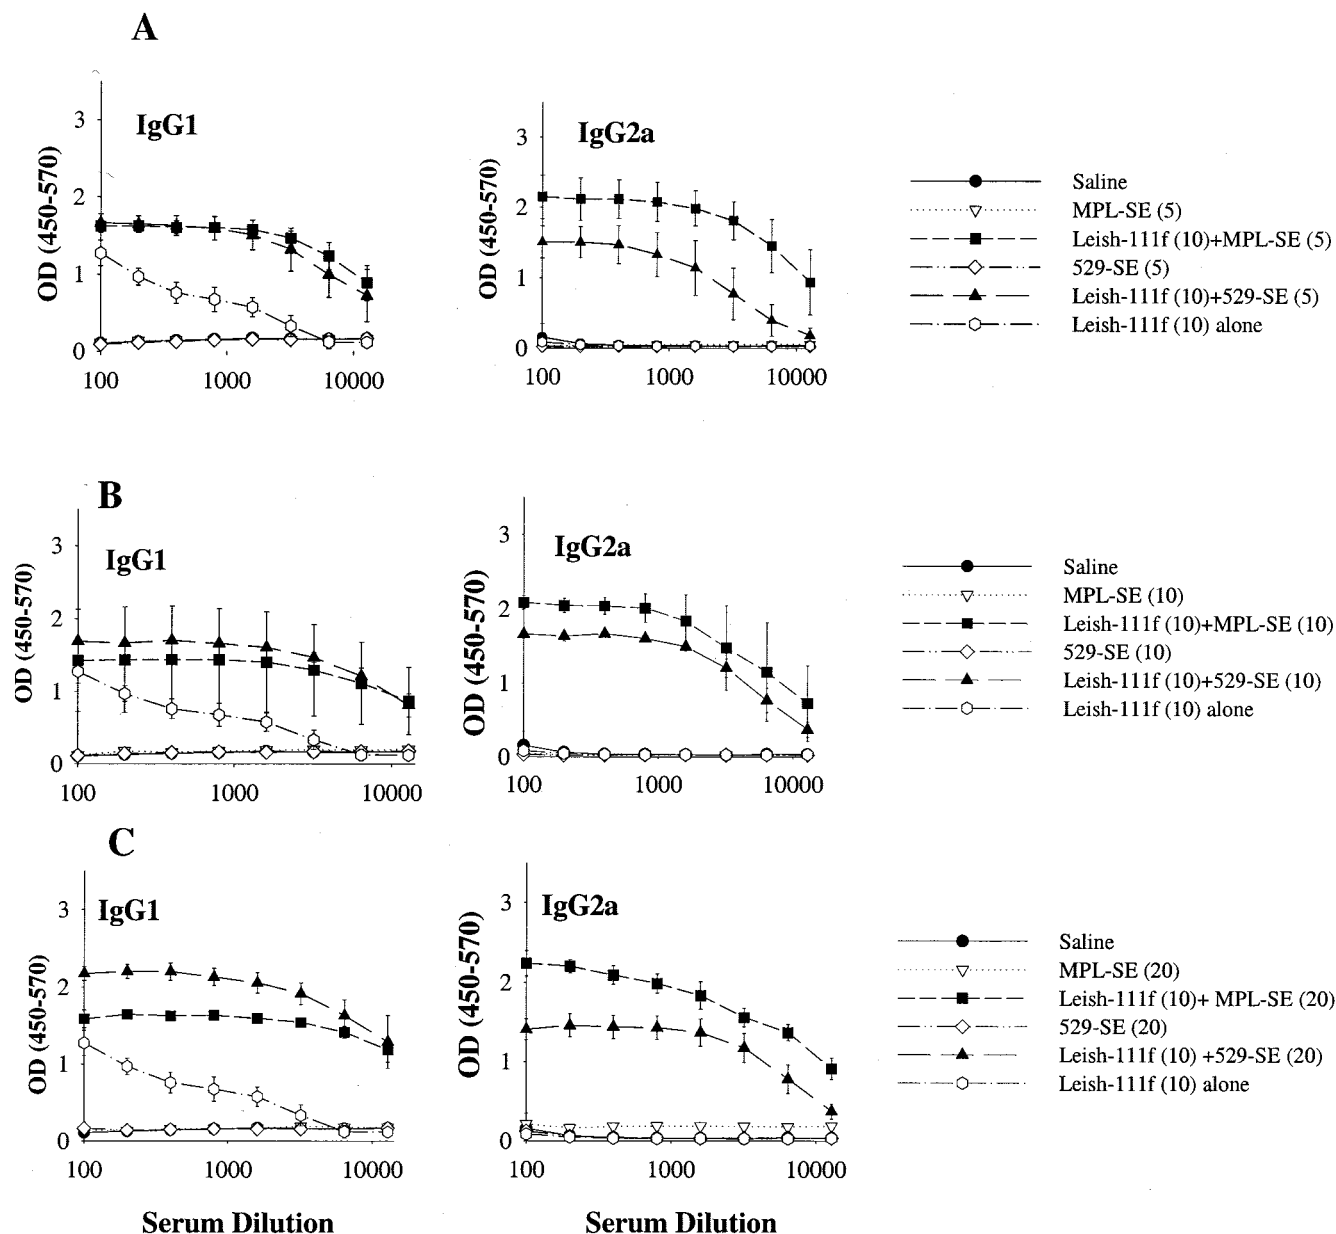 A
IgG1
OD (450-570)
3
2
1
0
100 1000 10000
IgG2a
OD (450-570)
3
2
1
0
100 1000 10000
Saline
MPL-SE (5)
Leish-111f (10)+MPL-SE (5)
529-SE (5)
Leish-111f (10)+529-SE (5)
Leish-111f (10) alone
B
IgG1
OD (450-570)
3
2
1
0
100 1000 10000
IgG2a
OD (450-570)
3
2
1
0
100 1000 10000
Saline
MPL-SE (10)
Leish-111f (10)+MPL-SE (10)
529-SE (10)
Leish-111f (10)+529-SE (10)
Leish-111f (10) alone
C
IgG1
OD (450-570)
3
2
1
0
100 1000 10000
Serum Dilution
IgG2a
OD (450-570)
3
2
1
0
100 1000 10000
Serum Dilution
Saline
MPL-SE (20)
Leish-111f (10)+ MPL-SE (20)
529-SE (20)
Leish-111f (10) +529-SE (20)
Leish-111f (10) alone